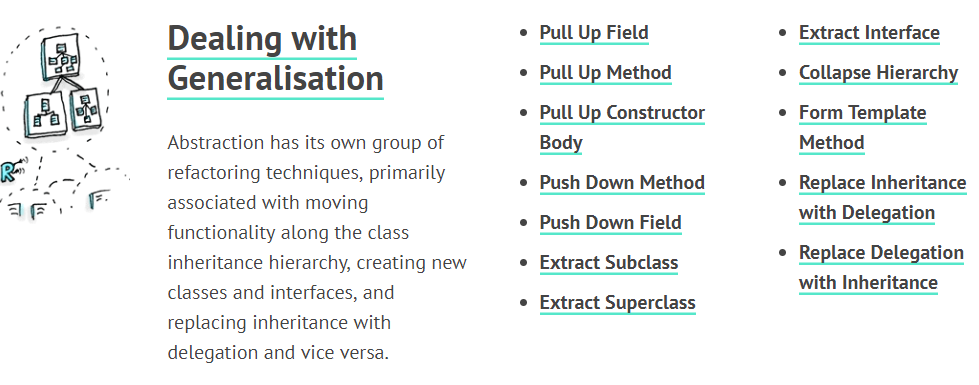 Dealing with
Generalisation
Abstraction has its own group of
refactoring techniques, primarily
associated with moving
functionality along the class
inheritance hierarchy, creating new
classes and interfaces, and
replacing inheritance with
delegation and vice versa.
Pull Up Field
Pull Up Method
Pull Up Constructor
Body
Push Down Method
Push Down Field
Extract Subclass
Extract Superclass
Extract Interface
Collapse Hierarchy
Form Template
Method
Replace Inheritance
with Delegation
Replace Delegation
with Inheritance
R